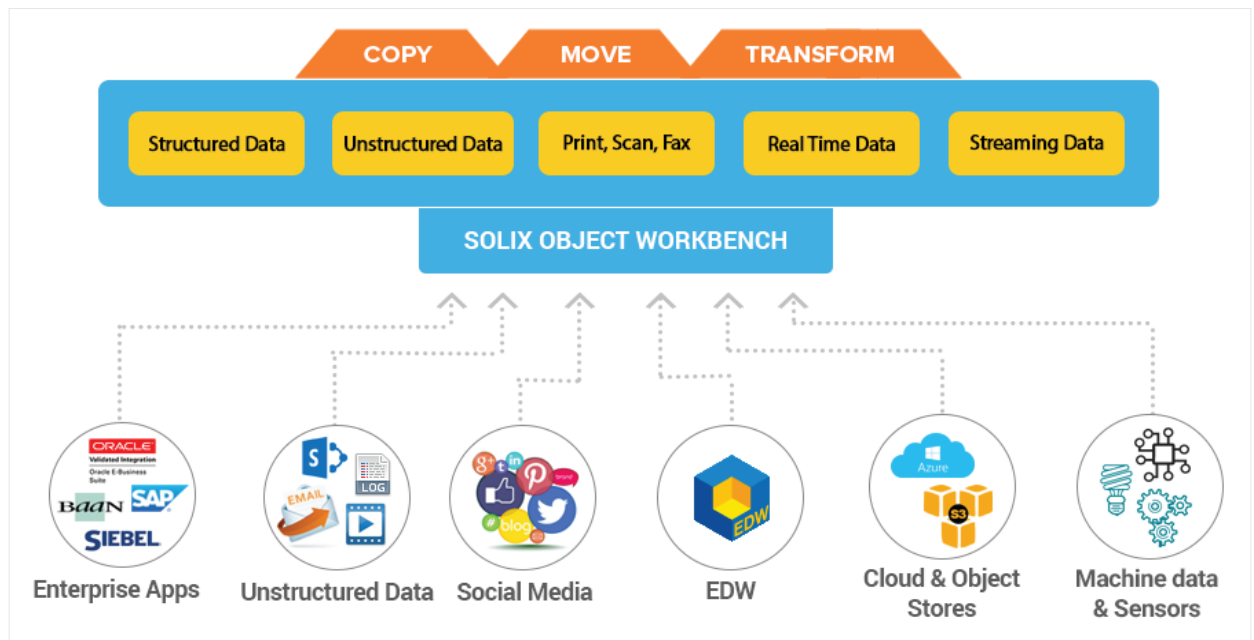 COPY
MOVE
TRANSFORM
Structured Data
Unstructured Data
Print, Scan, Fax
Real Time Data
Streaming Data
SOLIX OBJECT WORKBENCH
ORACLE
Validated Integration
Oracle E-Business
Suite
BaaN
SAP
SIEBEL
Enterprise Apps
S
LOG
EMAIL
Unstructured Data
g+
t
in
brand
#
blog
Social Media
EDW
EDW
Azure
S3
Cloud & Object
Stores
Machine data
& Sensors